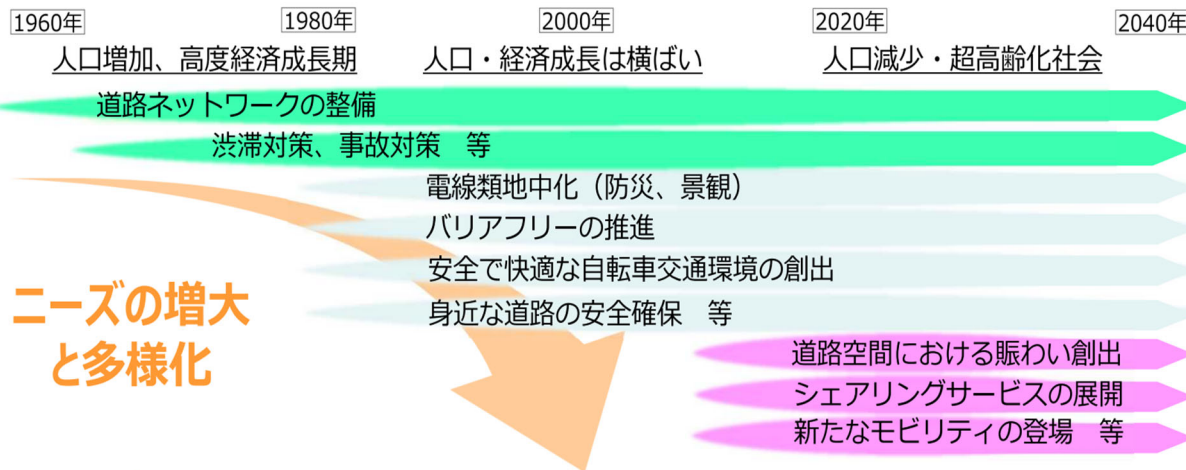 1960年 1980年 2000年 2020年 2040年
人口増加、高度経済成長期 人口・経済成長は横ばい 人口減少・超高齢化社会
道路ネットワークの整備
渋滞対策、事故対策　等
電線類地中化（防災、景観）
バリアフリーの推進
安全で快適な自転車交通環境の創出
身近な道路の安全確保　等
ニーズの増大
と多様化
道路空間における賑わい創出
シェアリングサービスの展開
新たなモビリティの登場　等